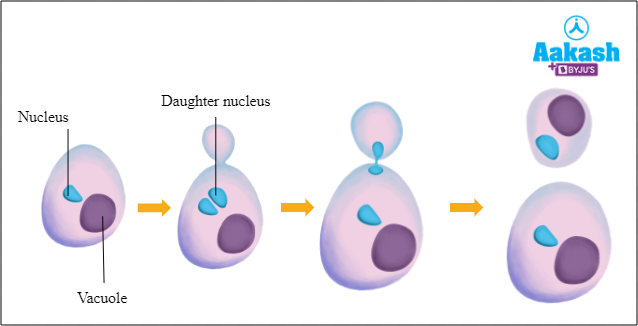 Aakash
+ BYJU'S
Daughter nucleus
Nucleus
Vacuole